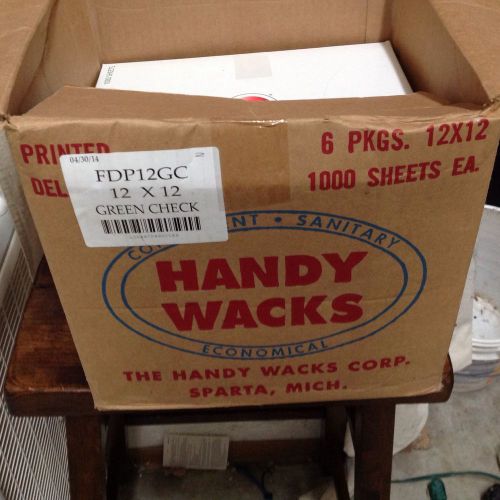 PRINTED
6 PKGS. 12X12
1000 SHEETS EA.
04/30/14
FDP12GC
12 X 12
GREEN CHECK
SANITARY
HANDY
WACKS
ECONOMICAL
THE HANDY WACKS CORP.
SPARTA, MICH.